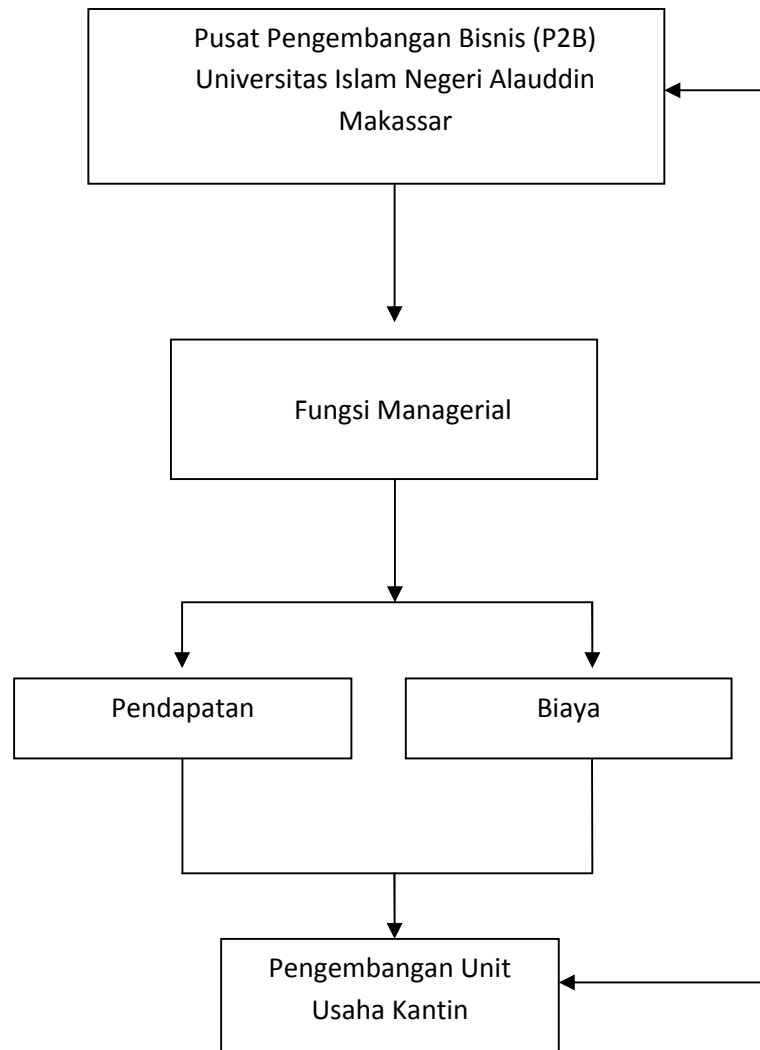 Pusat Pengembangan Bisnis (P2B)
Universitas Islam Negeri Alauddin
Makassar
Fungsi Managerial
Pendapatan
Biaya
Pengembangan Unit
Usaha Kantin